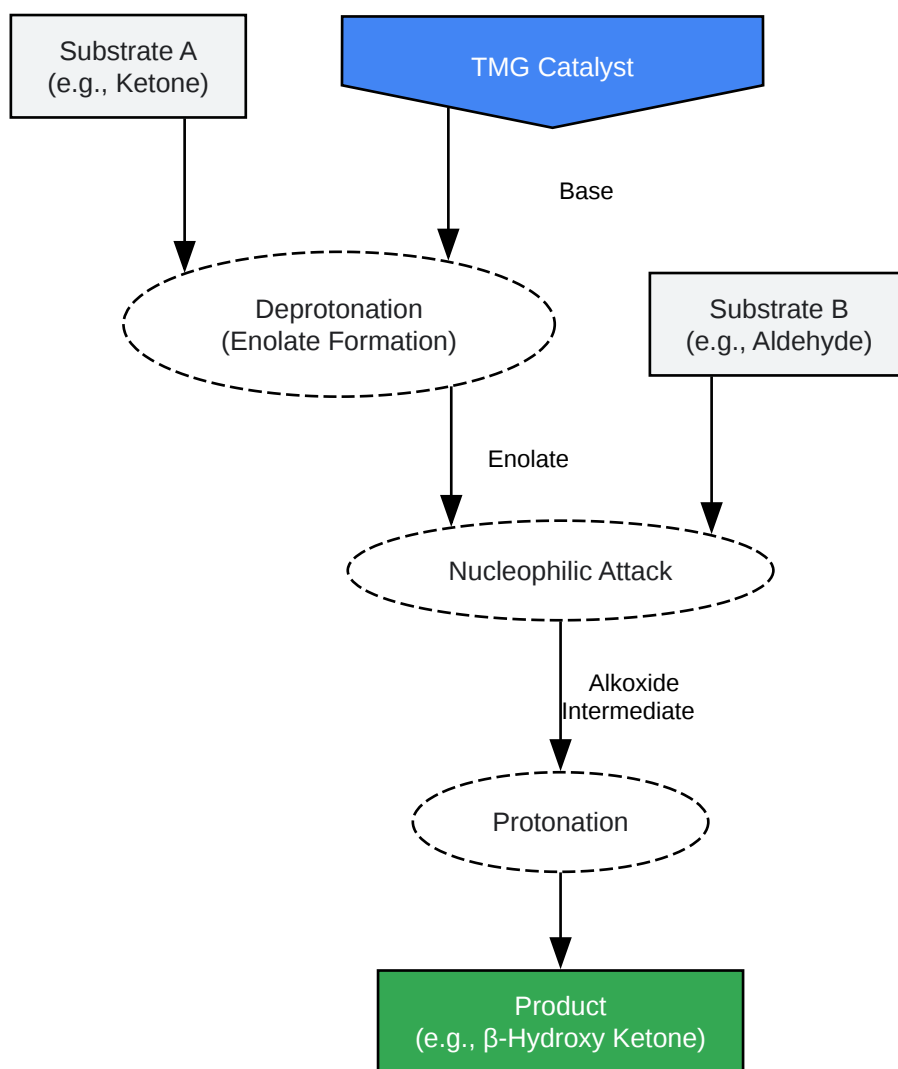 Substrate A
(e.g., Ketone)
TMG Catalyst
Base
Deprotonation
(Enolate Formation)
Substrate B
(e.g., Aldehyde)
Enolate
Nucleophilic Attack
Alkoxide
Intermediate
Protonation
Product
(e.g., β-Hydroxy Ketone)